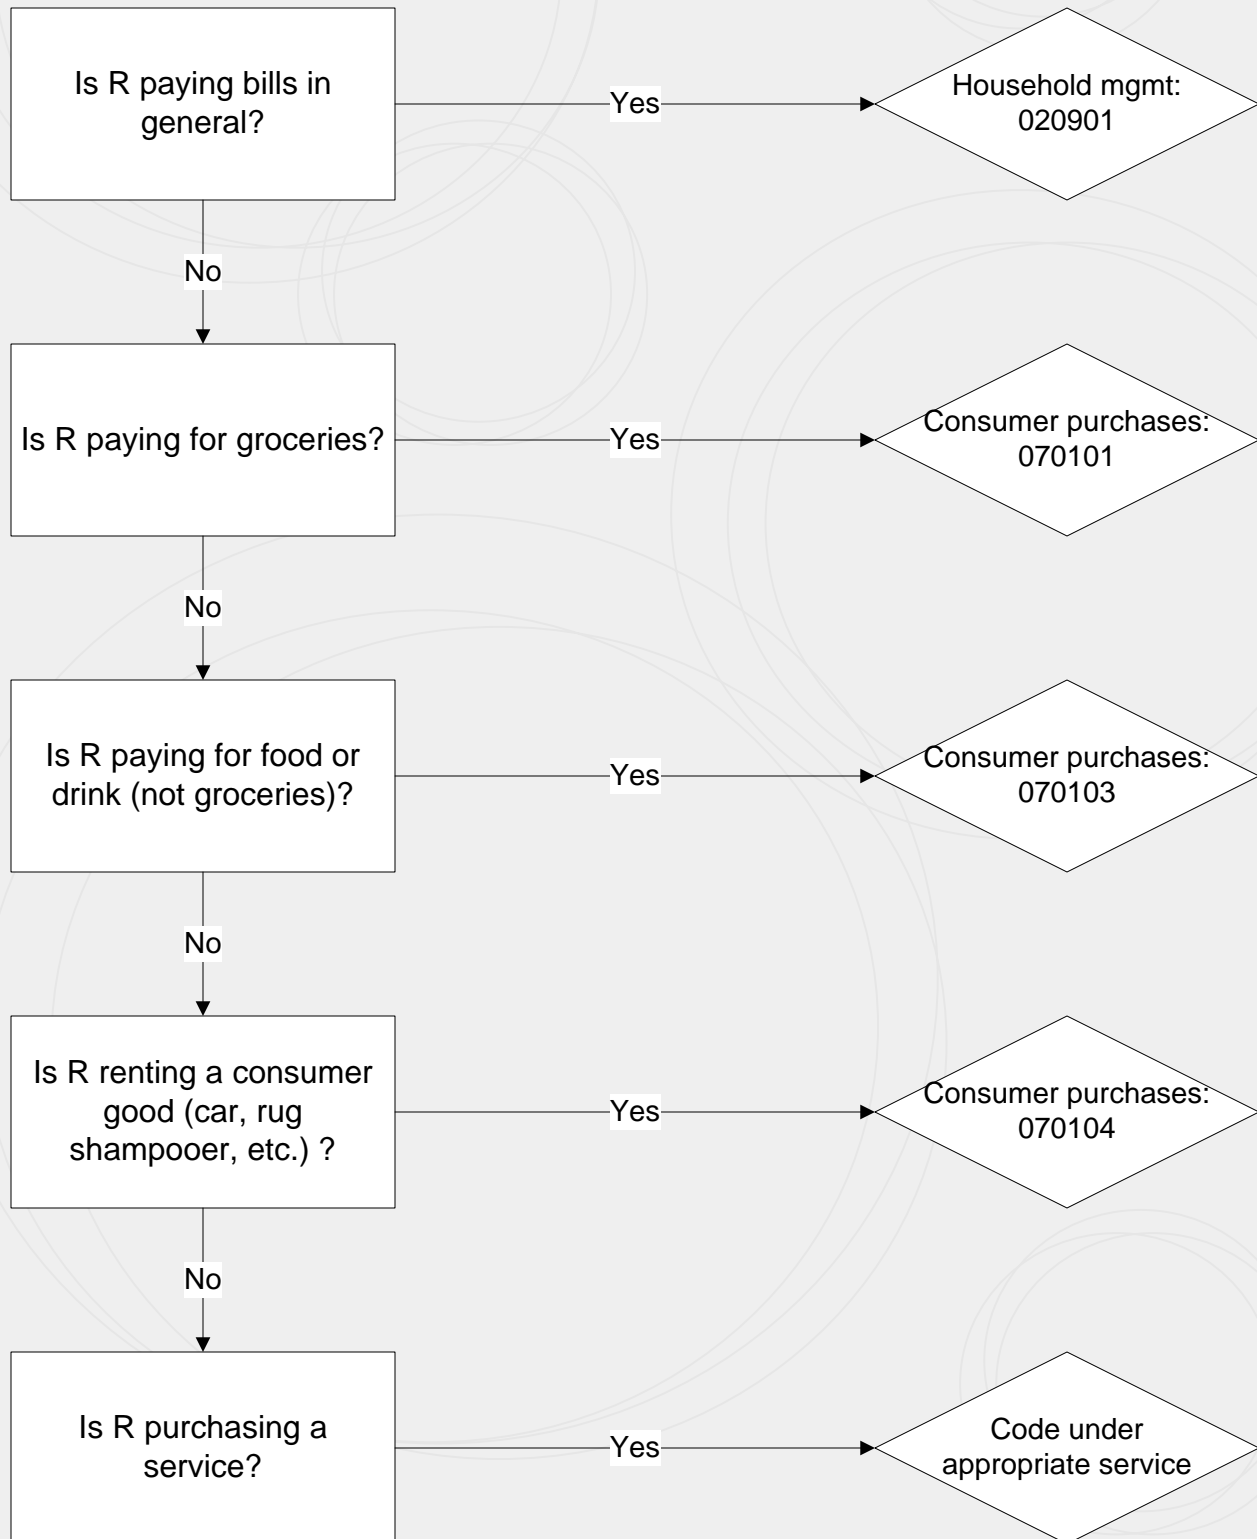 Is R paying bills in
general?
Yes
Household mgmt:
020901
No
Is R paying for groceries?
Yes
Consumer purchases:
070101
No
Is R paying for food or
drink (not groceries)?
Yes
Consumer purchases:
070103
No
Is R renting a consumer
good (car, rug
shampooer, etc.) ?
Yes
Consumer purchases:
070104
No
Is R purchasing a
service?
Yes
Code under
appropriate service